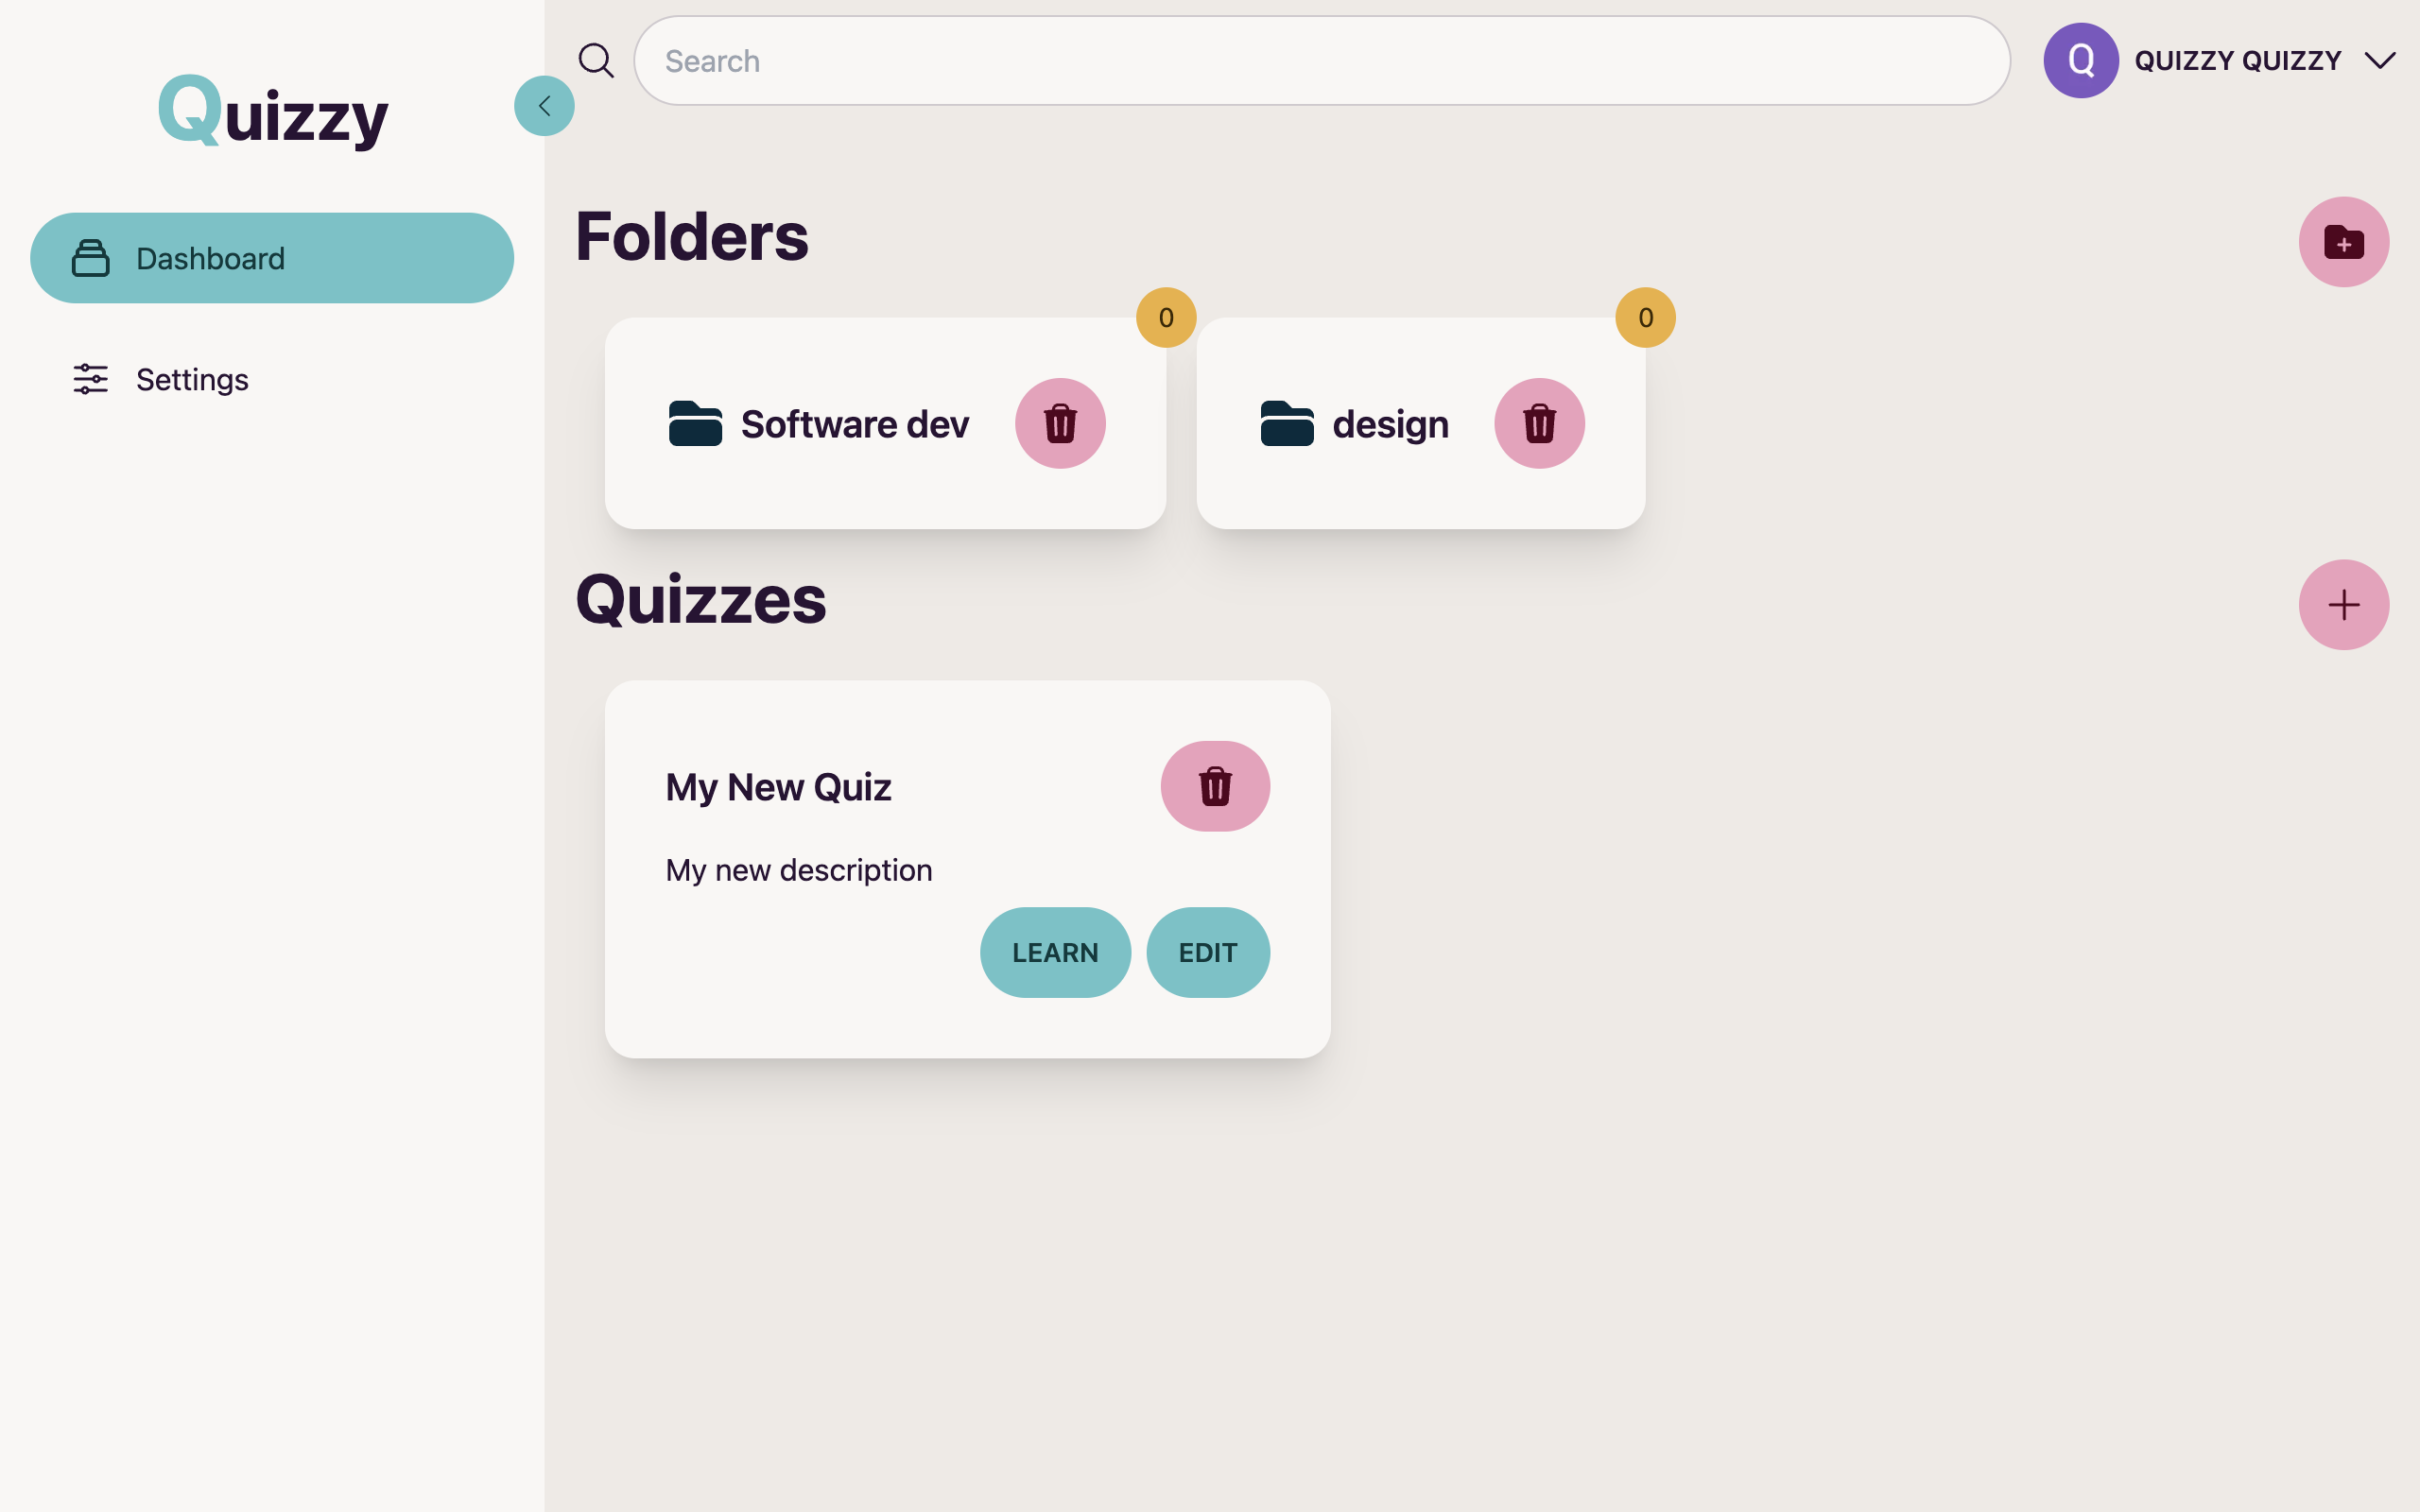 Quizzy
Dashboard
Settings
Search
Q
QUIZZY QUIZZY
Folders
0
0
Software dev
design
Quizzes
My New Quiz
My new description
LEARN
EDIT